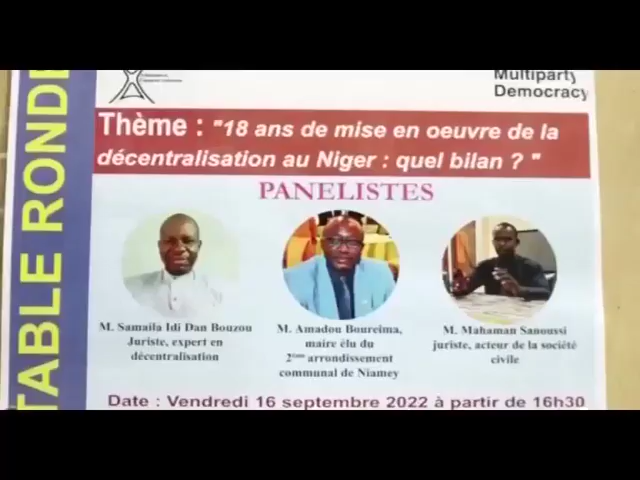 TABLE RONDE
Multiparty
Democracy
Thème : "18 ans de mise en oeuvre de la
décentralisation au Niger : quel bilan ? "
PANELISTES
M. Samaila Idi Dan Bouzou
Juriste, expert en
décentralisation
M. Amadou Boureima,
maire élu du
2ème arrondissement
communal de Niamey
M. Mahaman Sanoussi
juriste, acteur de la société
civile
Date : Vendredi 16 septembre 2022 à partir de 16h30